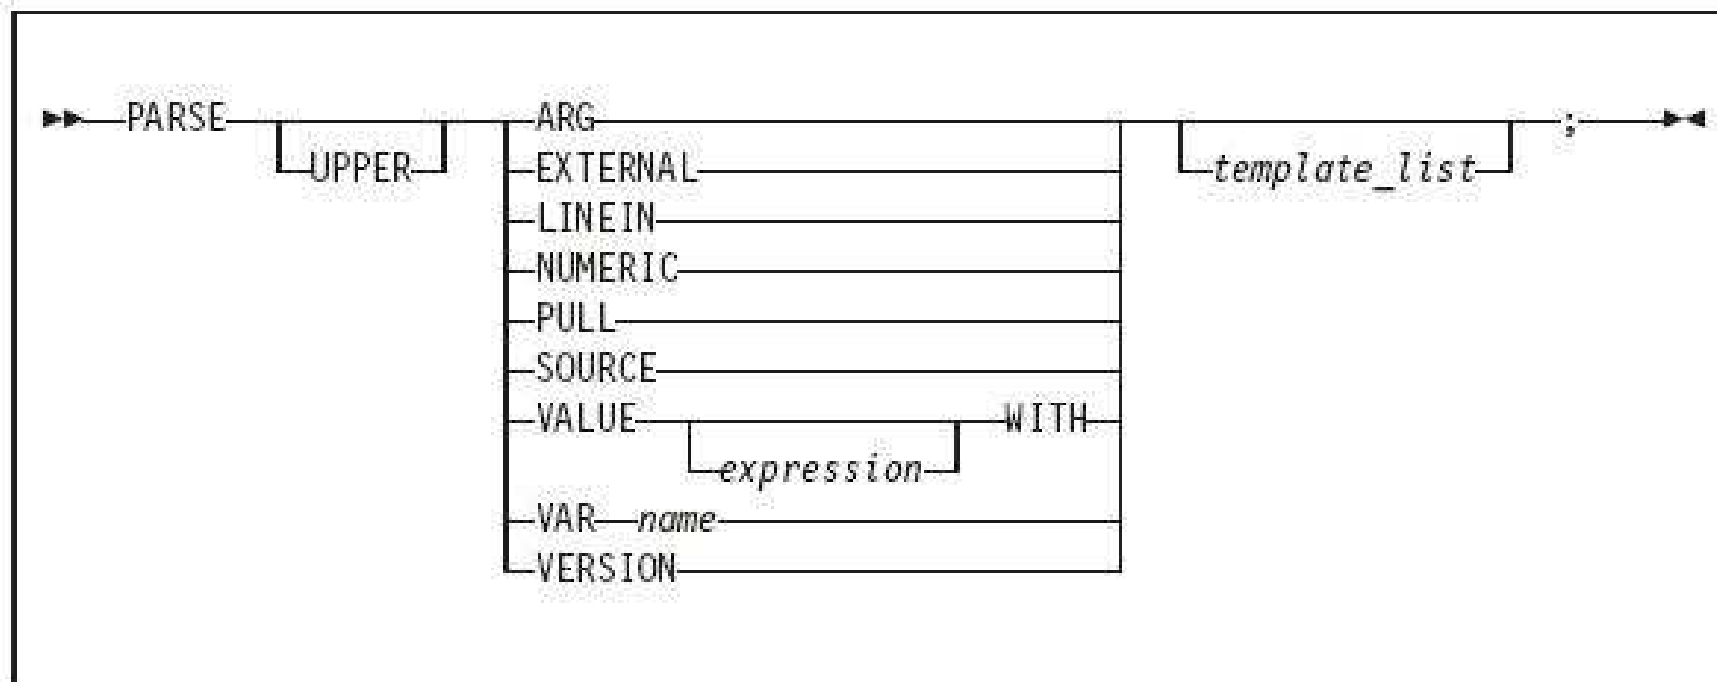 PARSE ARG ;
UPPER EXTERNAL template_list
LINEIN
NUMERIC
PULL
SOURCE
VALUE WITH
expression
VAR name
VERSION